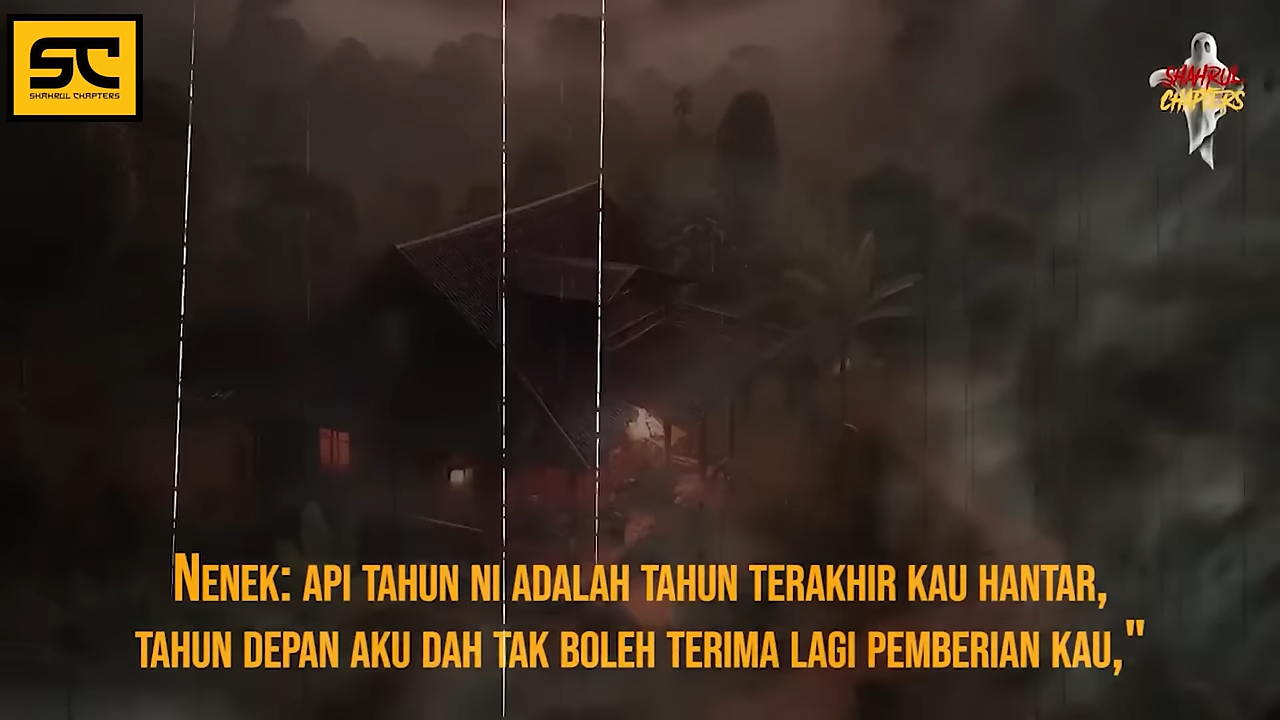 SC
SHAHRUL CHAPTERS
SHAHRUL
CHAPTERS
NENEK: API TAHUN NI ADALAH TAHUN TERAKHIR KAU HANTAR,
TAHUN DEPAN AKU DAH TAK BOLEH TERIMA LAGI PEMBERIAN KAU,"